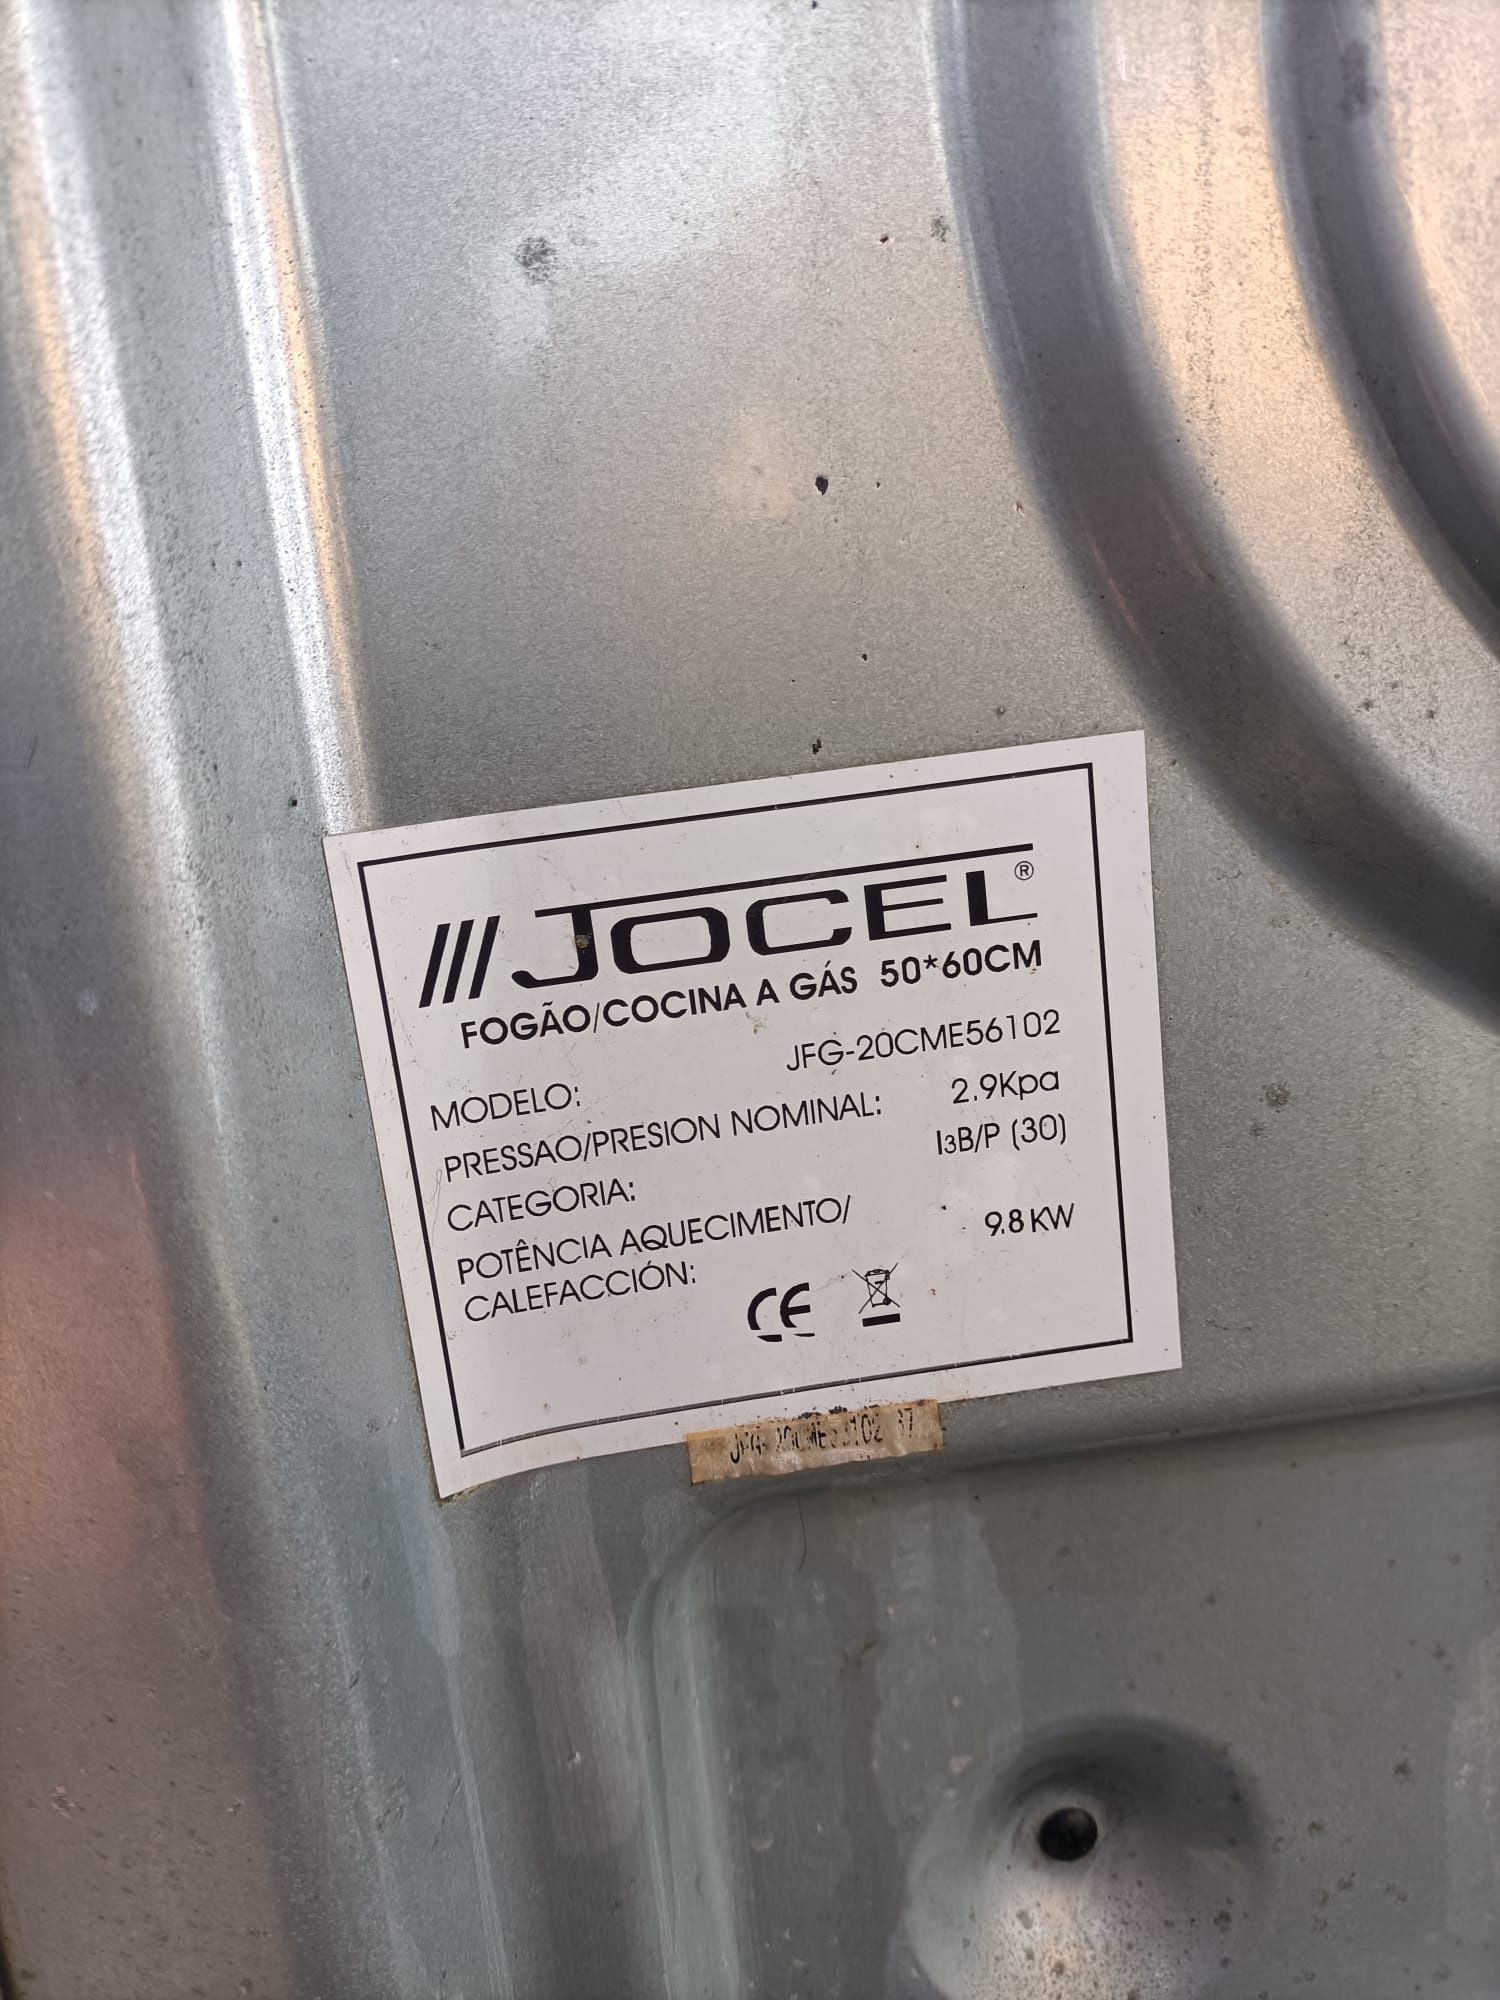 JOCEL®
FOGÃO/COCINA A GÁS 50*60CM
MODELO: JFG-20CME56102
PRESSAO/PRESION NOMINAL: 2.9Kpa
CATEGORIA: I3B/P (30)
POTÊNCIA AQUECIMENTO/
CALEFACCIÓN: 9.8 KW
CE